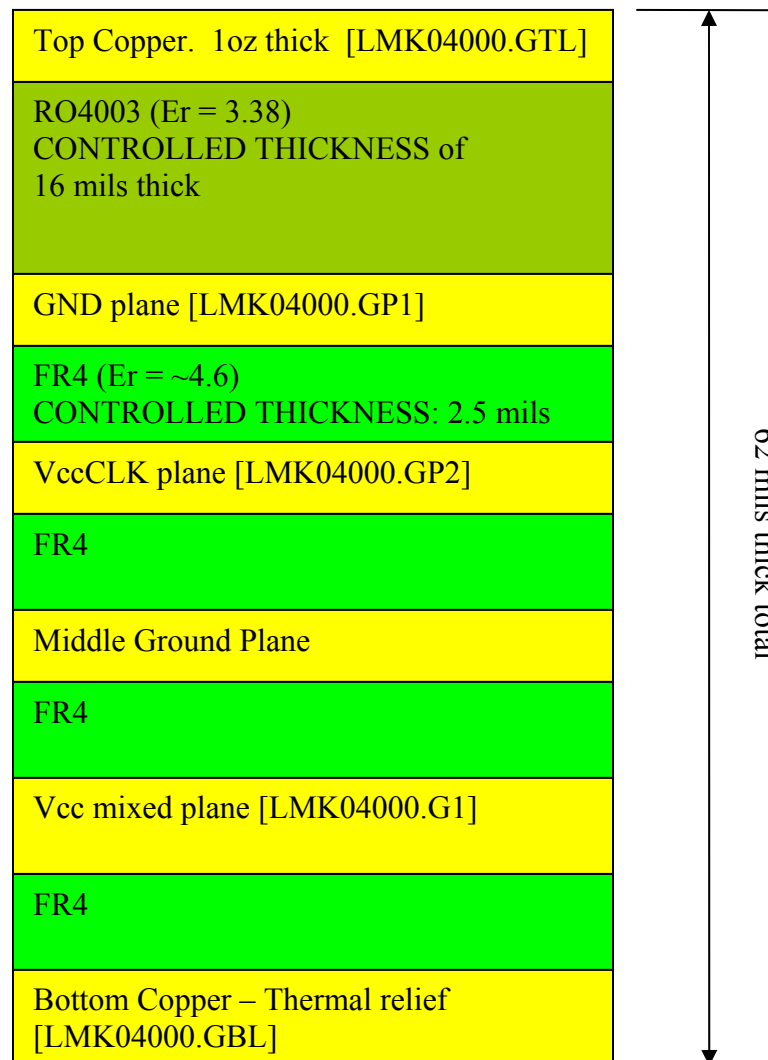 Top Copper.  1oz thick  [LMK04000.GTL]
RO4003 (Er = 3.38)
CONTROLLED THICKNESS of
16 mils thick
GND plane [LMK04000.GP1]
FR4 (Er = ~4.6)
CONTROLLED THICKNESS: 2.5 mils
VccCLK plane [LMK04000.GP2]
FR4
Middle Ground Plane
FR4
Vcc mixed plane [LMK04000.G1]
FR4
Bottom Copper – Thermal relief
[LMK04000.GBL]
62 mils thick total